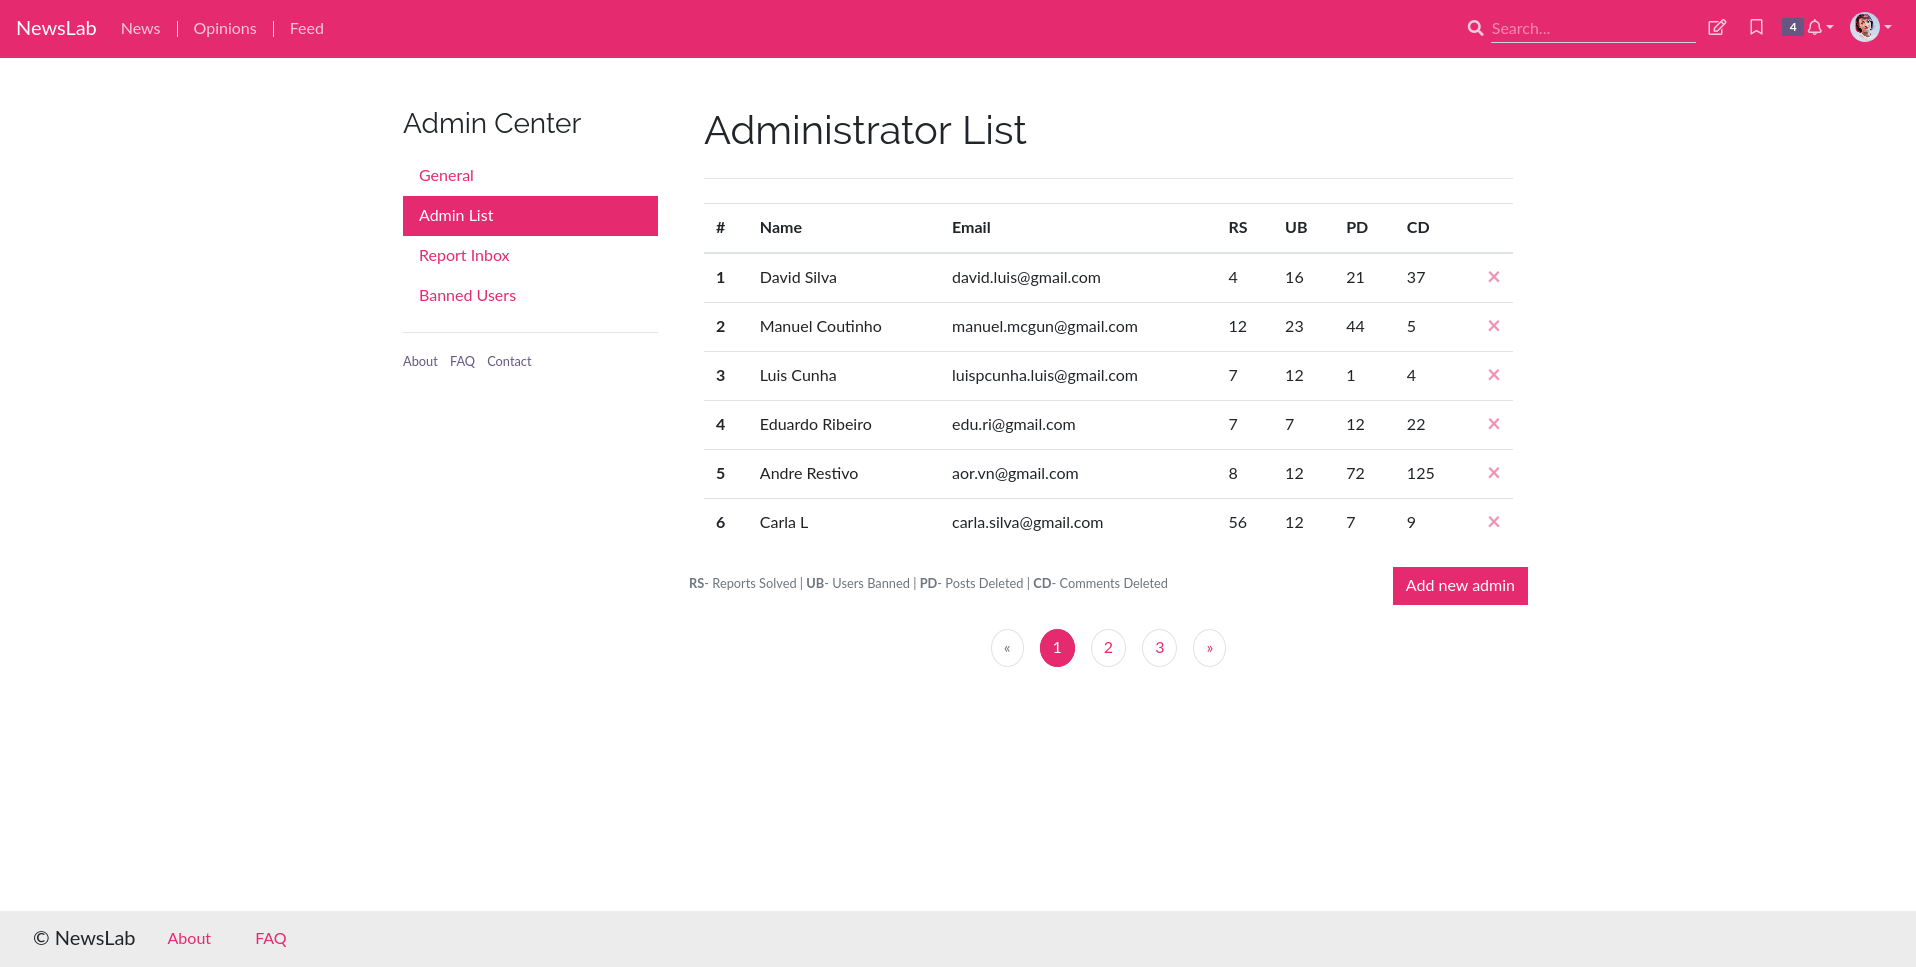 NewsLab News | Opinions | Feed Search... 4
Admin Center
General
Admin List
Report Inbox
Banned Users
About FAQ Contact
Administrator List
# Name Email RS UB PD CD
1 David Silva david.luis@gmail.com 4 16 21 37 ×
2 Manuel Coutinho manuel.mcgun@gmail.com 12 23 44 5 ×
3 Luis Cunha luispcunha.luis@gmail.com 7 12 1 4 ×
4 Eduardo Ribeiro edu.ri@gmail.com 7 7 12 22 ×
5 Andre Restivo aor.vn@gmail.com 8 12 72 125 ×
6 Carla L carla.silva@gmail.com 56 12 7 9 ×
RS- Reports Solved | UB- Users Banned | PD- Posts Deleted | CD- Comments Deleted
Add new admin
« 1 2 3 »
© NewsLab About FAQ